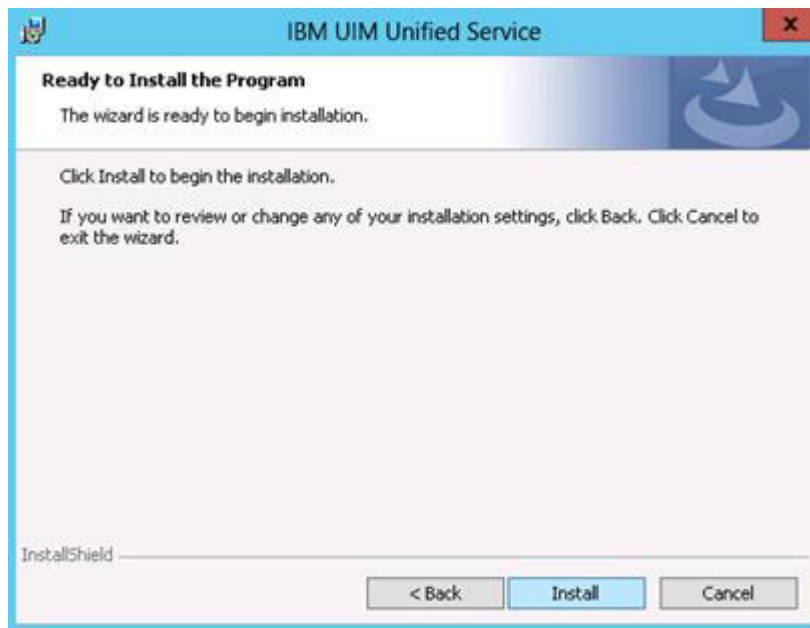 IBM UIM Unified Service
x
Ready to Install the Program
The wizard is ready to begin installation.
Click Install to begin the installation.
If you want to review or change any of your installation settings, click Back. Click Cancel to
exit the wizard.
InstallShield
< Back Install Cancel